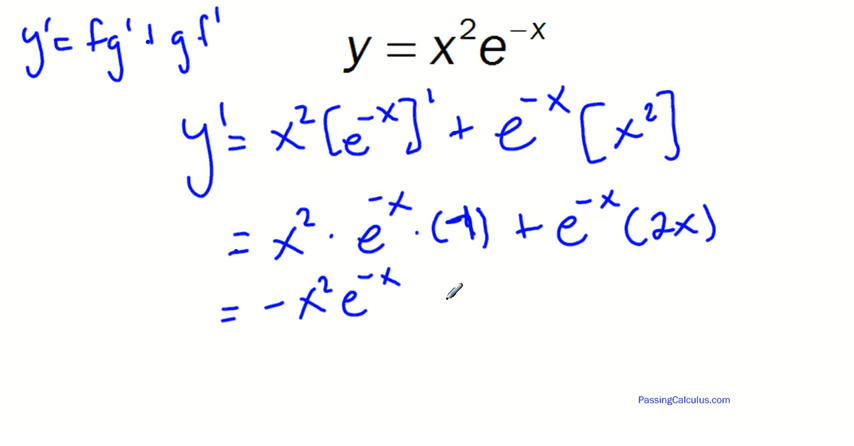 y' = fg' + gf'
y = x²e⁻ˣ
y' = x²[e⁻ˣ]' + e⁻ˣ[x²]
= x² · e⁻ˣ · (-1) + e⁻ˣ(2x)
= -x²e⁻ˣ
PassingCalculus.com